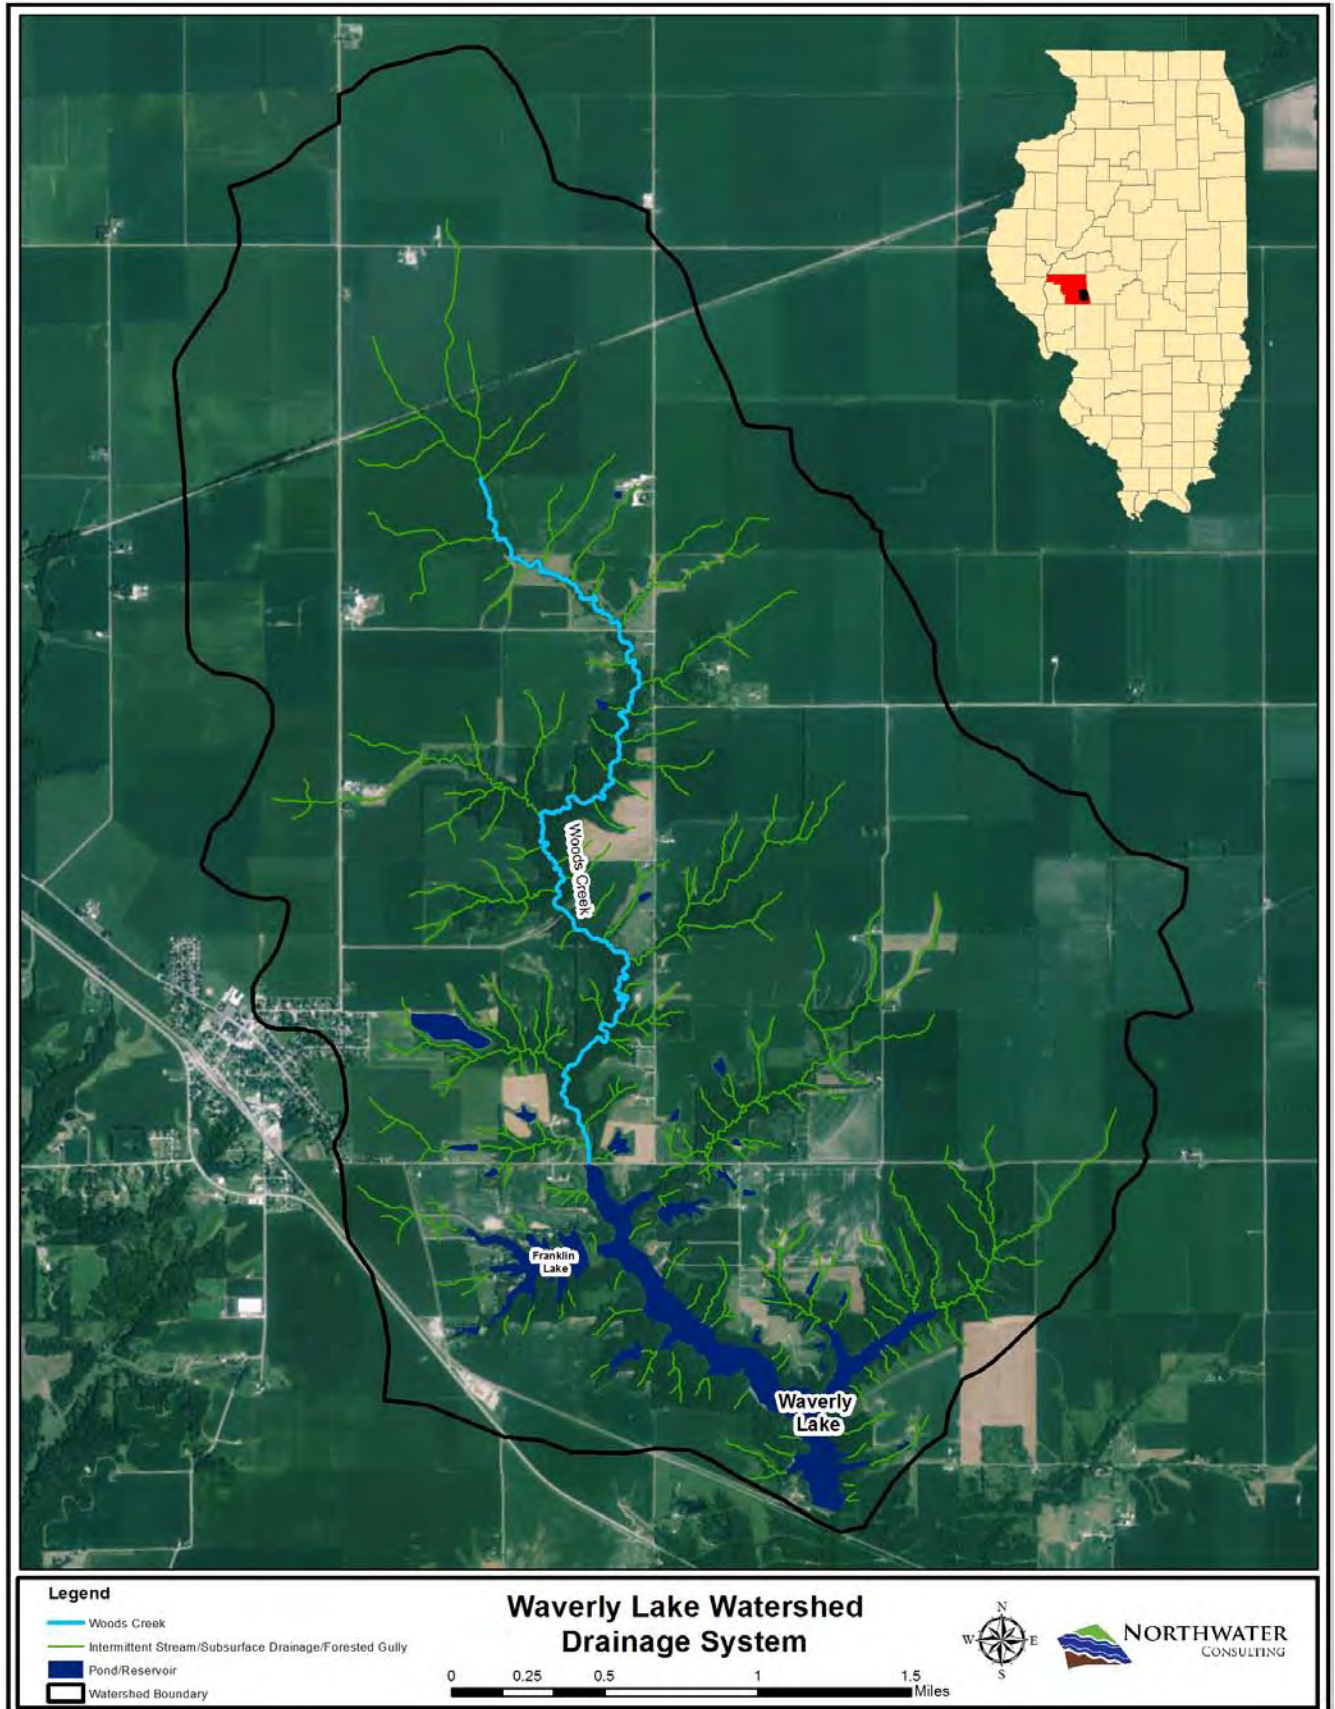 Woods Creek
Franklin
Lake
Waverly
Lake
Legend
Woods Creek
Intermittent Stream/Subsurface Drainage/Forested Gully
Pond/Reservoir
Watershed Boundary
Waverly Lake Watershed
Drainage System
0 0.25 0.5 1 1.5
Miles
N
W E
S
NORTHWATER
CONSULTING